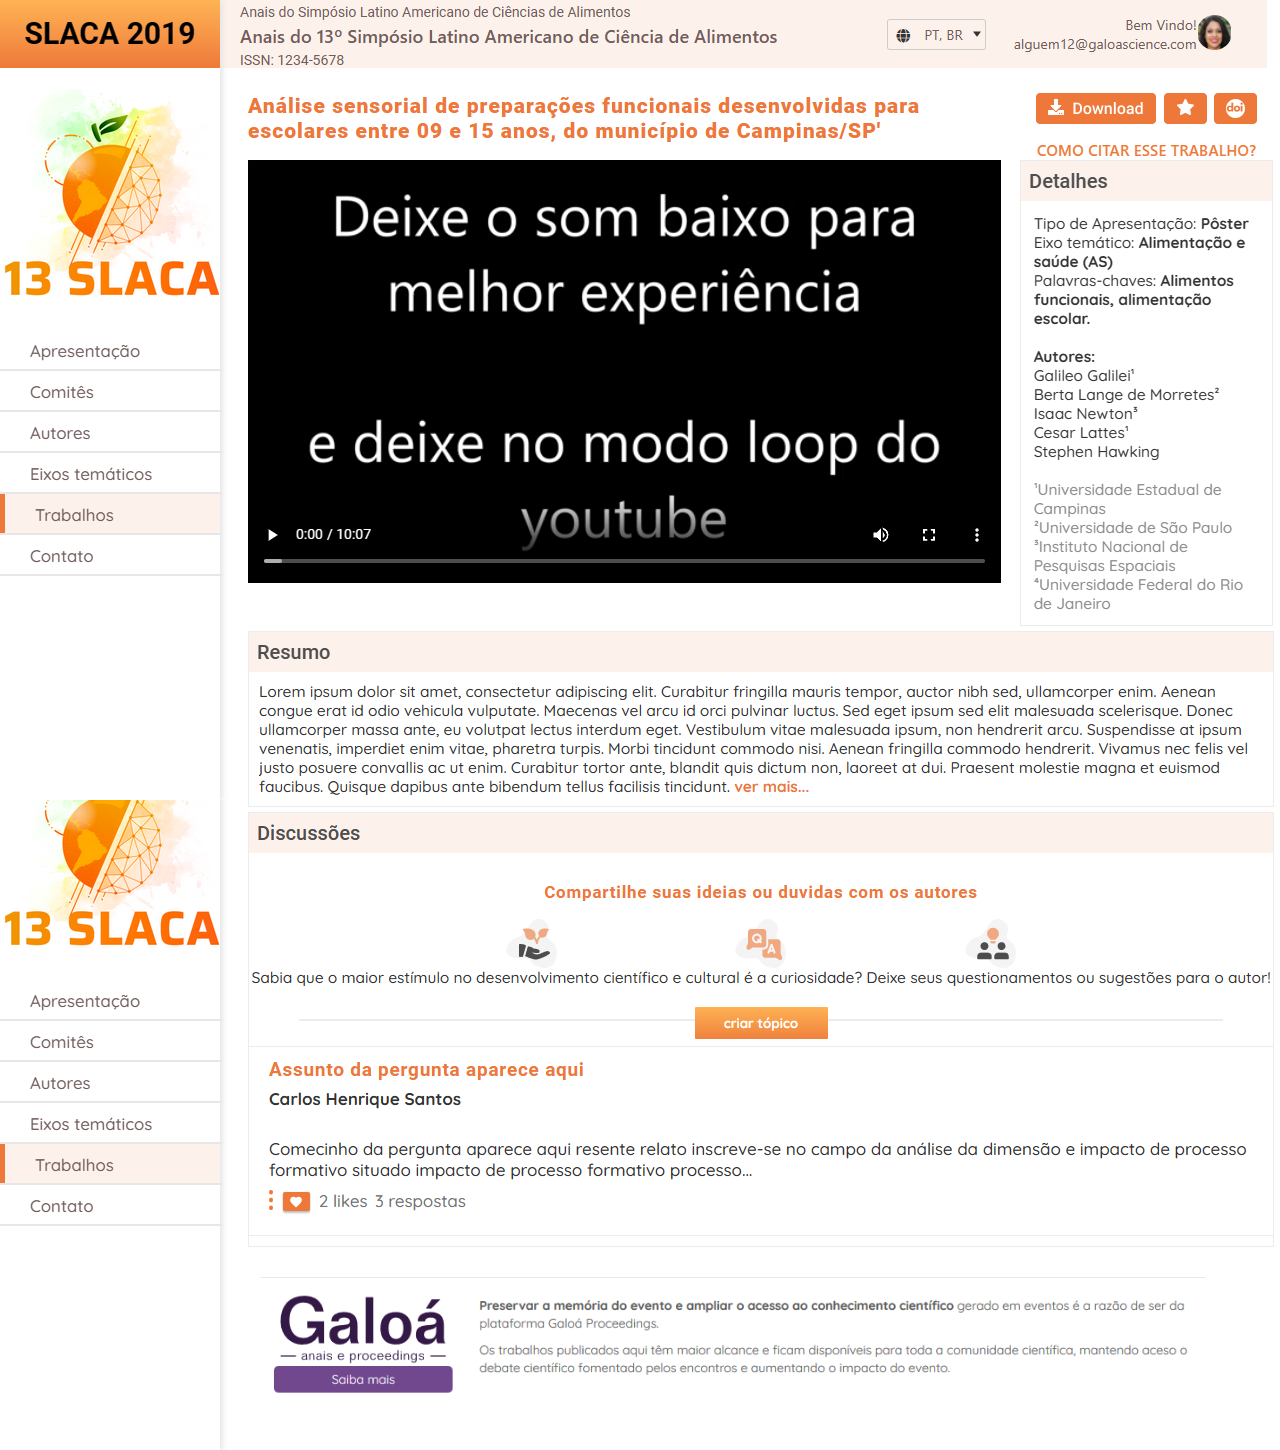 SLACA 2019
Anais do Simpósio Latino Americano de Ciências de Alimentos
Anais do 13º Simpósio Latino Americano de Ciência de Alimentos
ISSN: 1234-5678
PT, BR
Bem Vindo!
alguem12@galoascience.com
13 SLACA
Apresentação
Comitês
Autores
Eixos temáticos
Trabalhos
Contato
13 SLACA
Apresentação
Comitês
Autores
Eixos temáticos
Trabalhos
Contato
Análise sensorial de preparações funcionais desenvolvidas para
escolares entre 09 e 15 anos, do município de Campinas/SP'
Download
doi
COMO CITAR ESSE TRABALHO?
Deixe o som baixo para
melhor experiência
e deixe no modo loop do
youtube
0:00 / 10:07
Detalhes
Tipo de Apresentação: Pôster
Eixo temático: Alimentação e
saúde (AS)
Palavras-chaves: Alimentos
funcionais, alimentação
escolar.
Autores:
Galileo Galilei¹
Berta Lange de Morretes²
Isaac Newton³
Cesar Lattes¹
Stephen Hawking
¹Universidade Estadual de
Campinas
²Universidade de São Paulo
³Instituto Nacional de
Pesquisas Espaciais
⁴Universidade Federal do Rio
de Janeiro
Resumo
Lorem ipsum dolor sit amet, consectetur adipiscing elit. Curabitur fringilla mauris tempor, auctor nibh sed, ullamcorper enim. Aenean
congue erat id odio vehicula vulputate. Maecenas vel arcu id orci pulvinar luctus. Sed eget ipsum sed elit malesuada scelerisque. Donec
ullamcorper massa ante, eu volutpat lectus interdum eget. Vestibulum vitae malesuada ipsum, non hendrerit arcu. Suspendisse at ipsum
venenatis, imperdiet enim vitae, pharetra turpis. Morbi tincidunt commodo nisi. Aenean fringilla commodo hendrerit. Vivamus nec felis vel
justo posuere convallis ac ut enim. Curabitur tortor ante, blandit quis dictum non, laoreet at dui. Praesent molestie magna et euismod
faucibus. Quisque dapibus ante bibendum tellus facilisis tincidunt. ver mais...
Discussões
Compartilhe suas ideias ou duvidas com os autores
Q A
Sabia que o maior estímulo no desenvolvimento científico e cultural é a curiosidade? Deixe seus questionamentos ou sugestões para o autor!
criar tópico
Assunto da pergunta aparece aqui
Carlos Henrique Santos
Comecinho da pergunta aparece aqui resente relato inscreve-se no campo da análise da dimensão e impacto de processo
formativo situado impacto de processo formativo processo...
2 likes 3 respostas
Galoá
anais e proceedings
Saiba mais
Preservar a memória do evento e ampliar o acesso ao conhecimento científico gerado em eventos é a razão de ser da
plataforma Galoá Proceedings.
Os trabalhos publicados aqui têm maior alcance e ficam disponíveis para toda a comunidade científica, mantendo aceso o
debate científico fomentado pelos encontros e aumentando o impacto do evento.